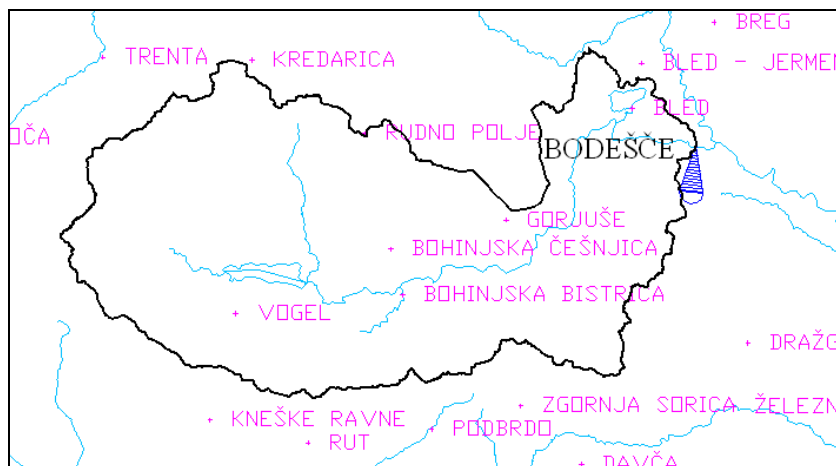 BREG
TRENTA
KREDARICA
BLED - JERMEN
BLED
OČA
RUDNO POLJE
BODEŠČE
GORJUŠE
BOHINJSKA ČEŠNJICA
BOHINJSKA BISTRICA
VOGEL
DRAŽG
ZGORNJA SORICA
ŽELEZN
KNEŠKE RAVNE
PODBRDO
RUT
DAVČA